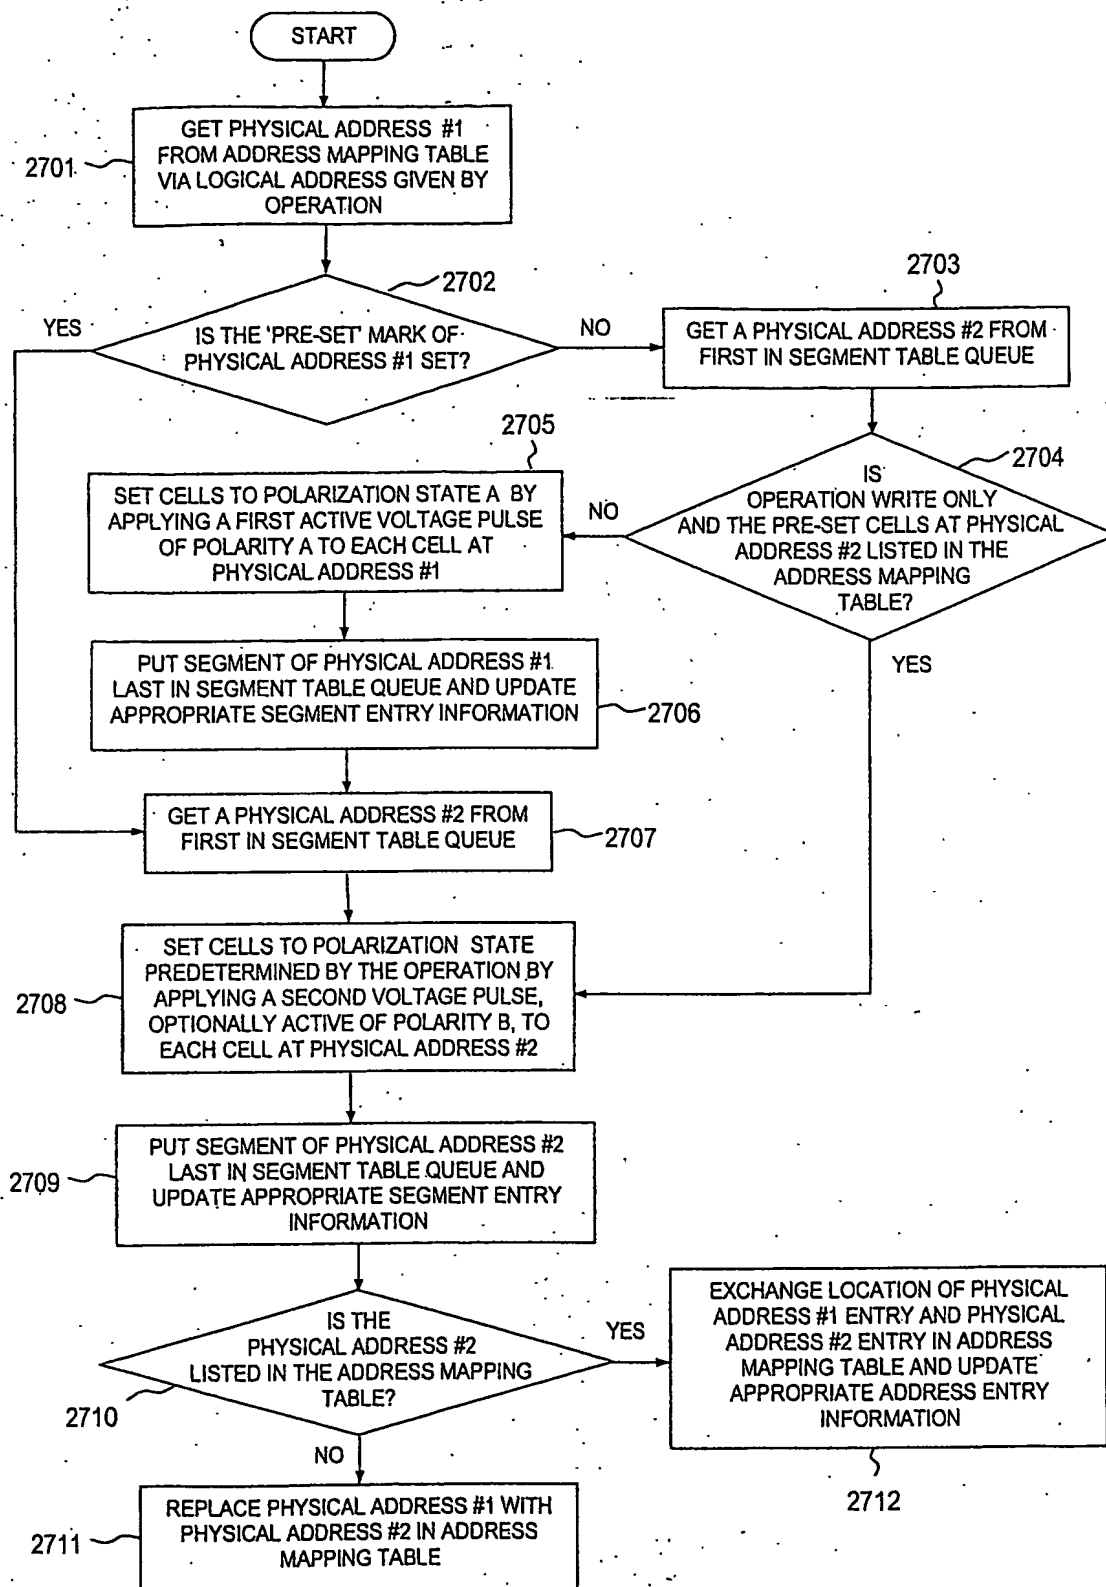 START
GET PHYSICAL ADDRESS #1
FROM ADDRESS MAPPING TABLE
VIA LOGICAL ADDRESS GIVEN BY
OPERATION
2701
2702
IS THE 'PRE-SET' MARK OF
PHYSICAL ADDRESS #1 SET?
YES
NO
2703
GET A PHYSICAL ADDRESS #2 FROM
FIRST IN SEGMENT TABLE QUEUE
2704
IS
OPERATION WRITE ONLY
AND THE PRE-SET CELLS AT PHYSICAL
ADDRESS #2 LISTED IN THE
ADDRESS MAPPING
TABLE?
NO
YES
2705
SET CELLS TO POLARIZATION STATE A BY
APPLYING A FIRST ACTIVE VOLTAGE PULSE
OF POLARITY A TO EACH CELL AT
PHYSICAL ADDRESS #1
PUT SEGMENT OF PHYSICAL ADDRESS #1
LAST IN SEGMENT TABLE QUEUE AND UPDATE
APPROPRIATE SEGMENT ENTRY INFORMATION
2706
GET A PHYSICAL ADDRESS #2 FROM
FIRST IN SEGMENT TABLE QUEUE
2707
SET CELLS TO POLARIZATION STATE
PREDETERMINED BY THE OPERATION BY
APPLYING A SECOND VOLTAGE PULSE,
OPTIONALLY ACTIVE OF POLARITY B, TO
EACH CELL AT PHYSICAL ADDRESS #2
2708
PUT SEGMENT OF PHYSICAL ADDRESS #2
LAST IN SEGMENT TABLE QUEUE AND
UPDATE APPROPRIATE SEGMENT ENTRY
INFORMATION
2709
IS THE
PHYSICAL ADDRESS #2
LISTED IN THE ADDRESS MAPPING
TABLE?
2710
YES
NO
EXCHANGE LOCATION OF PHYSICAL
ADDRESS #1 ENTRY AND PHYSICAL
ADDRESS #2 ENTRY IN ADDRESS
MAPPING TABLE AND UPDATE
APPROPRIATE ADDRESS ENTRY
INFORMATION
2712
REPLACE PHYSICAL ADDRESS #1 WITH
PHYSICAL ADDRESS #2 IN ADDRESS
MAPPING TABLE
2711